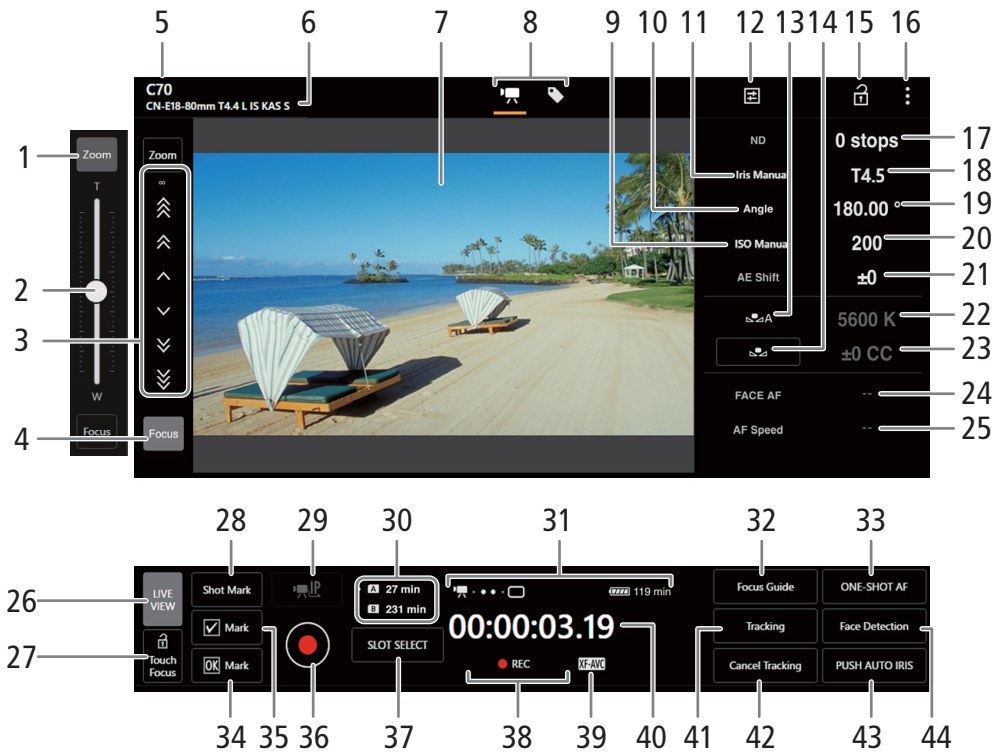 5 6 7 8 9 10 11 12 13 14 15 16
C70
CN-E18-80mm T4.4 L IS KAS S
1 Zoom
Zoom
T
∞
2
3
W
4 Focus
Focus
ND 0 stops 17
Iris Manual T4.5 18
Angle 180.00 ° 19
ISO Manual 200 20
AE Shift ±0 21
A 5600 K 22
±0 CC 23
FACE AF -- 24
AF Speed -- 25
28 29 30 31 32 33
26 LIVE VIEW
Shot Mark
IP
A 27 min
B 231 min
119 min
Focus Guide
ONE-SHOT AF
Mark
SLOT SELECT
00:00:03.19
Tracking
Face Detection
27 Touch Focus
OK Mark
REC
XF-AVC
Cancel Tracking
PUSH AUTO IRIS
34 35 36 37 38 39 40 41 42 43 44